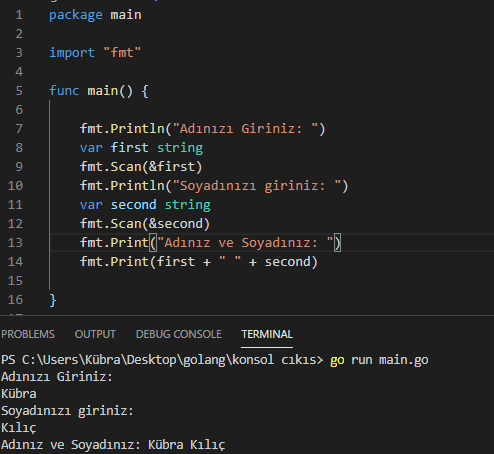 1 package main
2
3 import "fmt"
4
5 func main() {
6
7 fmt.Println("Adınızı Giriniz: ")
8 var first string
9 fmt.Scan(&first)
10 fmt.Println("Soyadınızı giriniz: ")
11 var second string
12 fmt.Scan(&second)
13 fmt.Print("Adınız ve Soyadınız: ")
14 fmt.Print(first + " " + second)
15
16 }
PROBLEMS OUTPUT DEBUG CONSOLE TERMINAL
PS C:\Users\Kübra\Desktop\golang\konsol cıkıs> go run main.go
Adınızı Giriniz:
Kübra
Soyadınızı giriniz:
Kılıç
Adınız ve Soyadınız: Kübra Kılıç